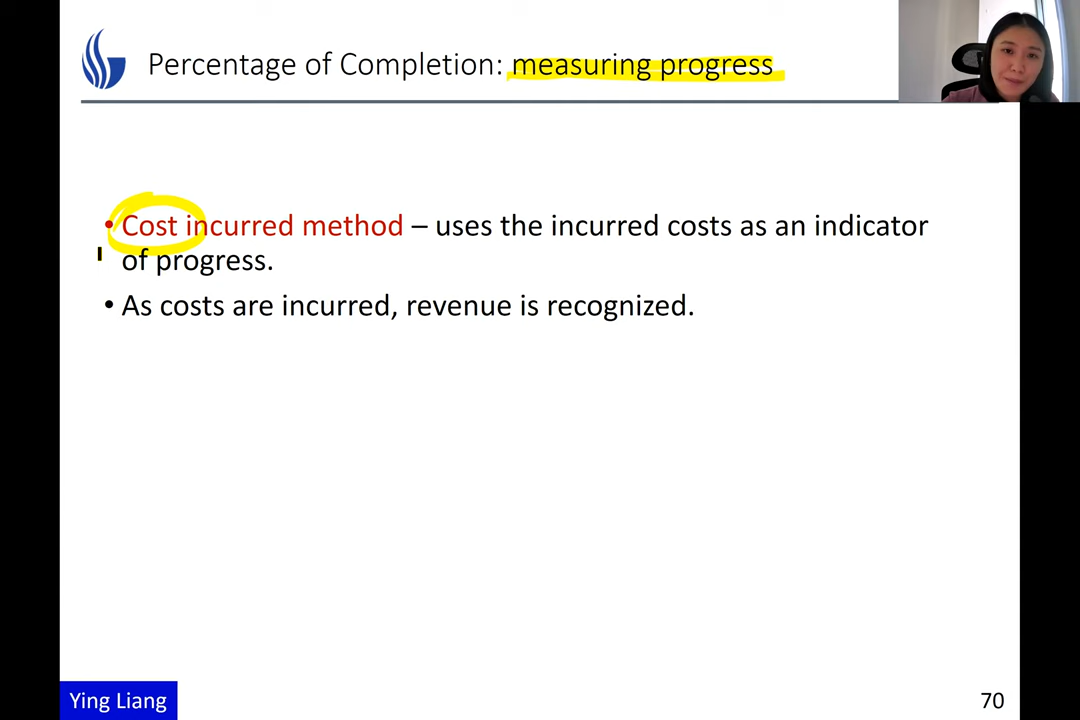 Percentage of Completion: measuring progress
• Cost incurred method – uses the incurred costs as an indicator
of progress.
• As costs are incurred, revenue is recognized.
Ying Liang
70